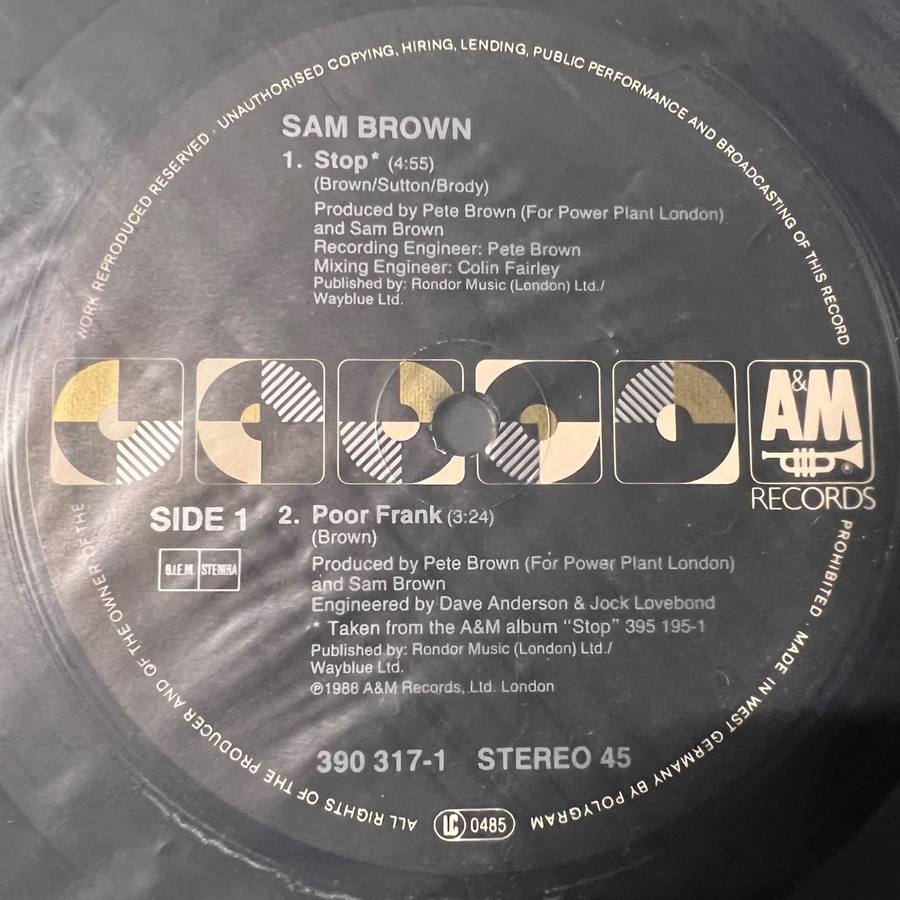 ALL RIGHTS OF THE PRODUCER AND OF THE OWNER OF THE WORK REPRODUCED RESERVED · UNAUTHORISED COPYING, HIRING, LENDING, PUBLIC PERFORMANCE AND BROADCASTING OF THIS RECORD PROHIBITED · MADE IN WEST GERMANY BY POLYGRAM
SAM BROWN
1. Stop* (4:55)
(Brown/Sutton/Brody)
Produced by Pete Brown (For Power Plant London)
and Sam Brown
Recording Engineer: Pete Brown
Mixing Engineer: Colin Fairley
Published by: Rondor Music (London) Ltd./
Wayblue Ltd.
A&M
RECORDS
SIDE 1
B.I.E.M. STEMRA
2. Poor Frank (3:24)
(Brown)
Produced by Pete Brown (For Power Plant London)
and Sam Brown
Engineered by Dave Anderson & Jock Lovebond
* Taken from the A&M album “Stop” 395 195-1
Published by: Rondor Music (London) Ltd./
Wayblue Ltd.
℗1988 A&M Records, Ltd. London
390 317-1 STEREO 45
LC 0485